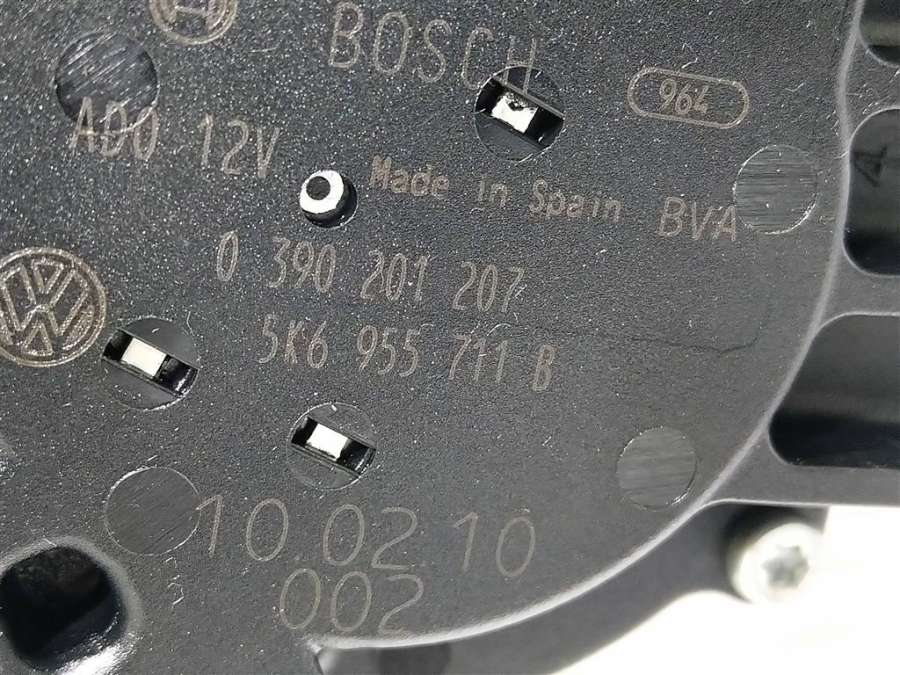 BOSCH
964
ADO 12V
Made in Spain BVA
0 390 201 207
5K6 955 711 B
10.02.10
002